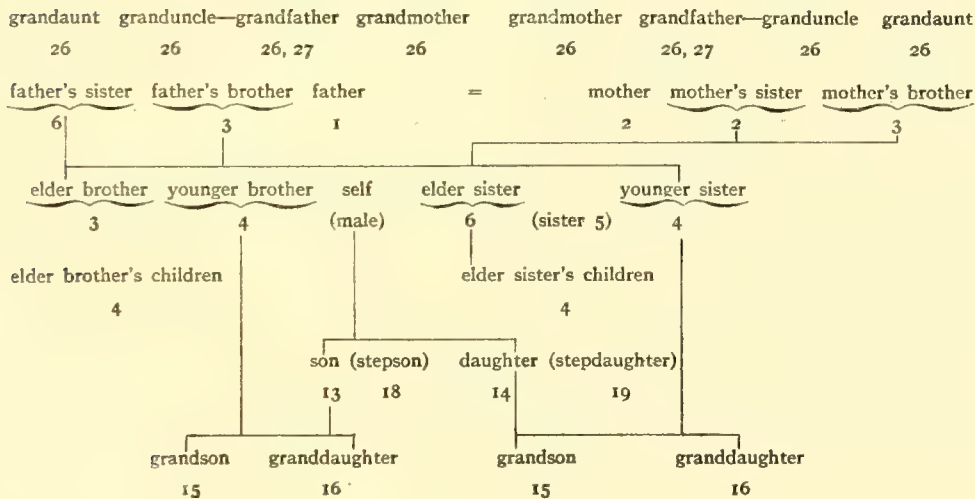 grandaunt granduncle—grandfather grandmother grandmother grandfather—granduncle grandaunt
26 26 26, 27 26 26 26, 27 26 26
father's sister father's brother father = mother mother's sister mother's brother
6 3 1 2 2 3
elder brother younger brother self elder sister younger sister
3 4 (male) 6 (sister 5) 4
elder brother's children elder sister's children
4 4
son (stepson) daughter (stepdaughter)
13 18 14 19
grandson granddaughter grandson granddaughter
15 16 15 16